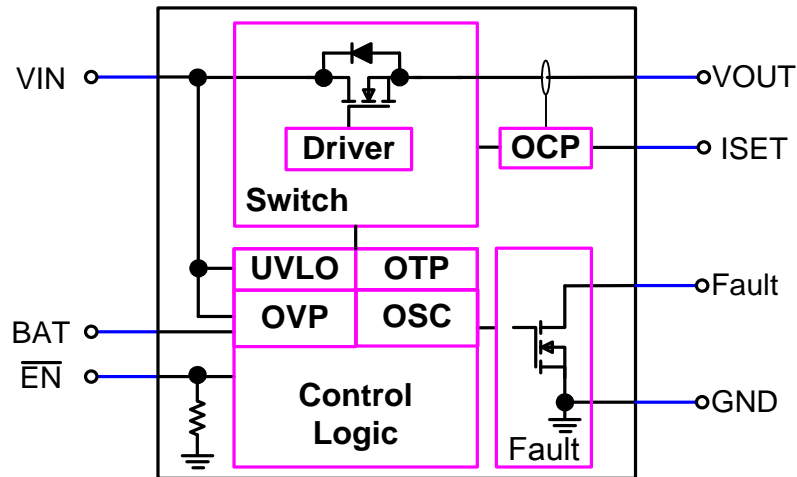 VIN
VOUT
Driver
OCP
ISET
Switch
UVLO
OTP
Fault
OVP
OSC
BAT
EN
Control
Logic
GND
Fault